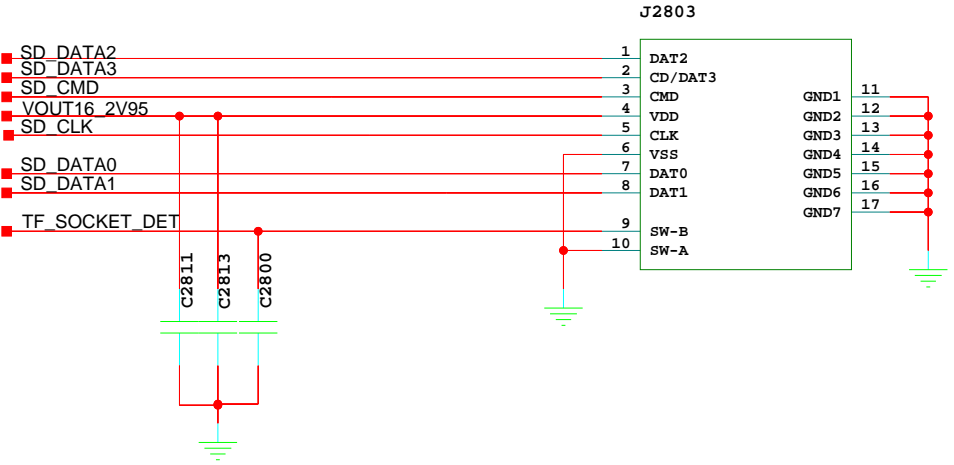 J2803
SD_DATA2 1 DAT2
SD_DATA3 2 CD/DAT3
SD_CMD 3 CMD GND1 11
VOUT16_2V95 4 VDD GND2 12
SD_CLK 5 CLK GND3 13
6 VSS GND4 14
SD_DATA0 7 DAT0 GND5 15
SD_DATA1 8 DAT1 GND6 16
GND7 17
TF_SOCKET_DET 9 SW-B
10 SW-A
C2811
C2813
C2800